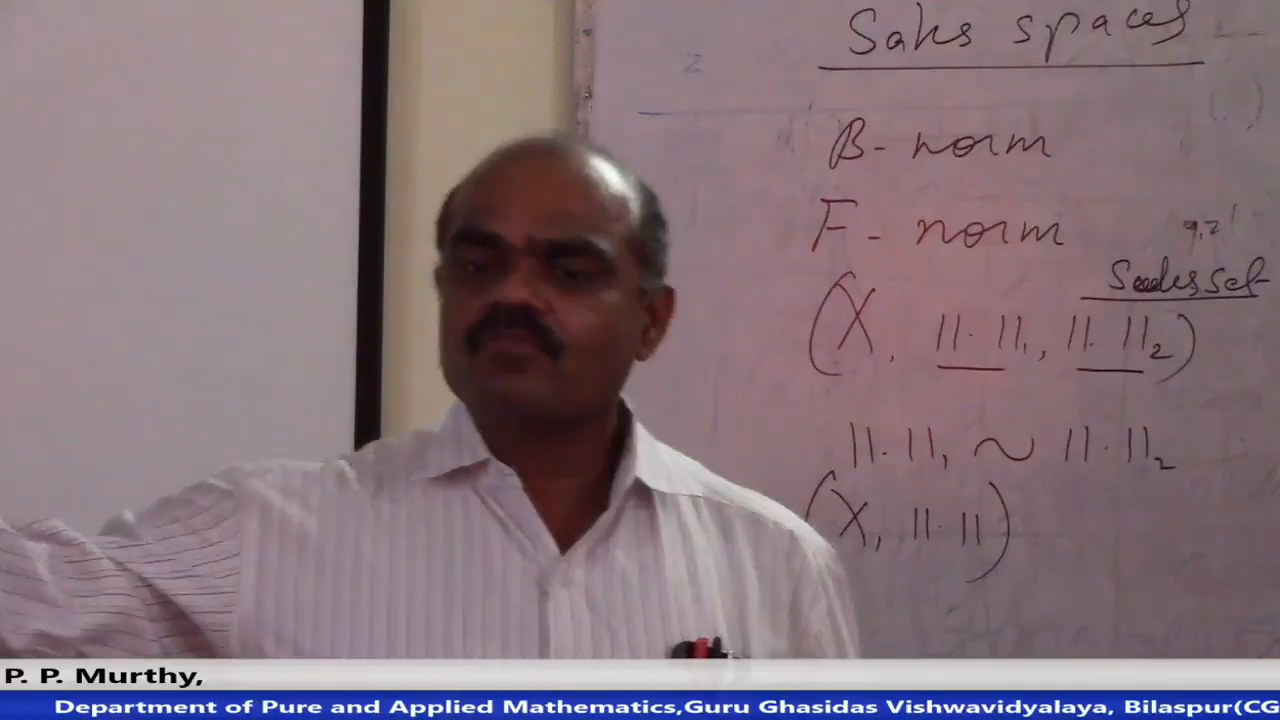 Saks spaces
B- norm
F- norm
Saks set
(X, ||·||₁, ||·||₂)
||·||₁ ~ ||·||₂
(X, ||·||)
P. P. Murthy,
Department of Pure and Applied Mathematics,Guru Ghasidas Vishwavidyalaya, Bilaspur(CG